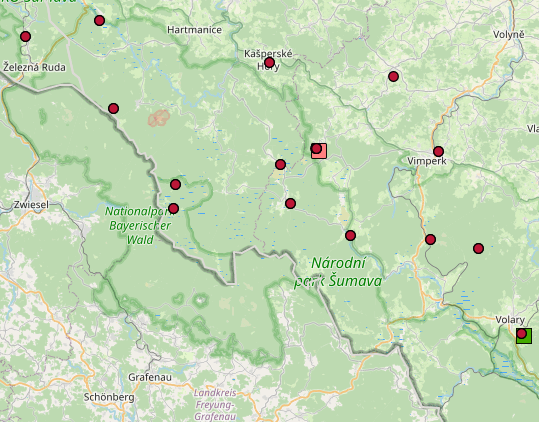 Hartmanice
Volyně
Kašperské
Hory
Železná Ruda
Vimperk
Zwiesel
Nationalpark
Bayerischer
Wald
Národní
park Šumava
Volary
Grafenau
Schönberg
Landkreis
Freyung-
Grafenau